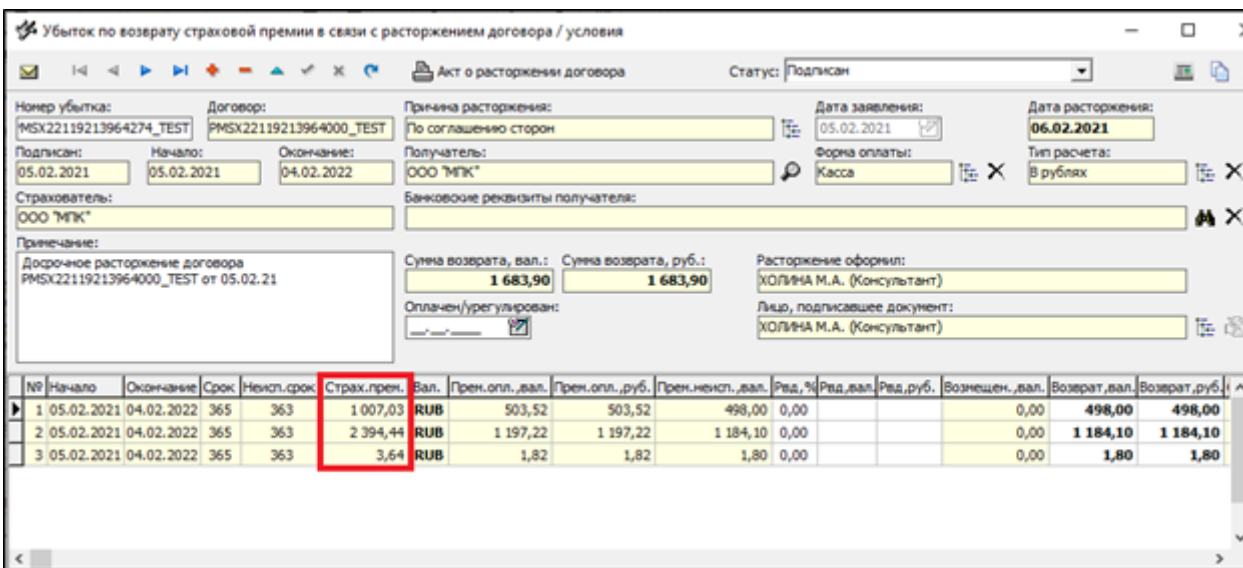 Убыток по возврату страховой премии в связи с расторжением договора / условия
Акт о расторжении договора Статус: Подписан
Номер убытка: Договор: Причина расторжения: Дата заявления: Дата расторжения:
MSX22119213964274_TEST PMSX22119213964000_TEST По соглашению сторон 05.02.2021 06.02.2021
Подписан: Начало: Окончание: Получатель: Форма оплаты: Тип расчета:
05.02.2021 05.02.2021 04.02.2022 ООО "МПК" Касса В рублях
Страхователь: Банковские реквизиты получателя:
ООО "МПК"
Примечание:
Досрочное расторжение договора
PMSX22119213964000_TEST от 05.02.21
Сумма возврата, вал.: Сумма возврата, руб.: Расторжение оформил:
1 683,90 1 683,90 ХОЛИНА М.А. (Консультант)
Оплачен/урегулирован: Лицо, подписавшее документ:
__.__.____ ХОЛИНА М.А. (Консультант)
№ Начало Окончание Срок Неисп.срок Страх.прем. Вал. Прем.опл.,вал. Прем.опл.,руб. Прем.неисп.,вал. Рвд,% Рвд,вал. Рвд,руб. Возмещен.,вал. Возврат,вал. Возврат,руб.
1 05.02.2021 04.02.2022 365 363 1 007,03 RUB 503,52 503,52 498,00 0,00 0,00 498,00 498,00
2 05.02.2021 04.02.2022 365 363 2 394,44 RUB 1 197,22 1 197,22 1 184,10 0,00 0,00 1 184,10 1 184,10
3 05.02.2021 04.02.2022 365 363 3,64 RUB 1,82 1,82 1,80 0,00 0,00 1,80 1,80